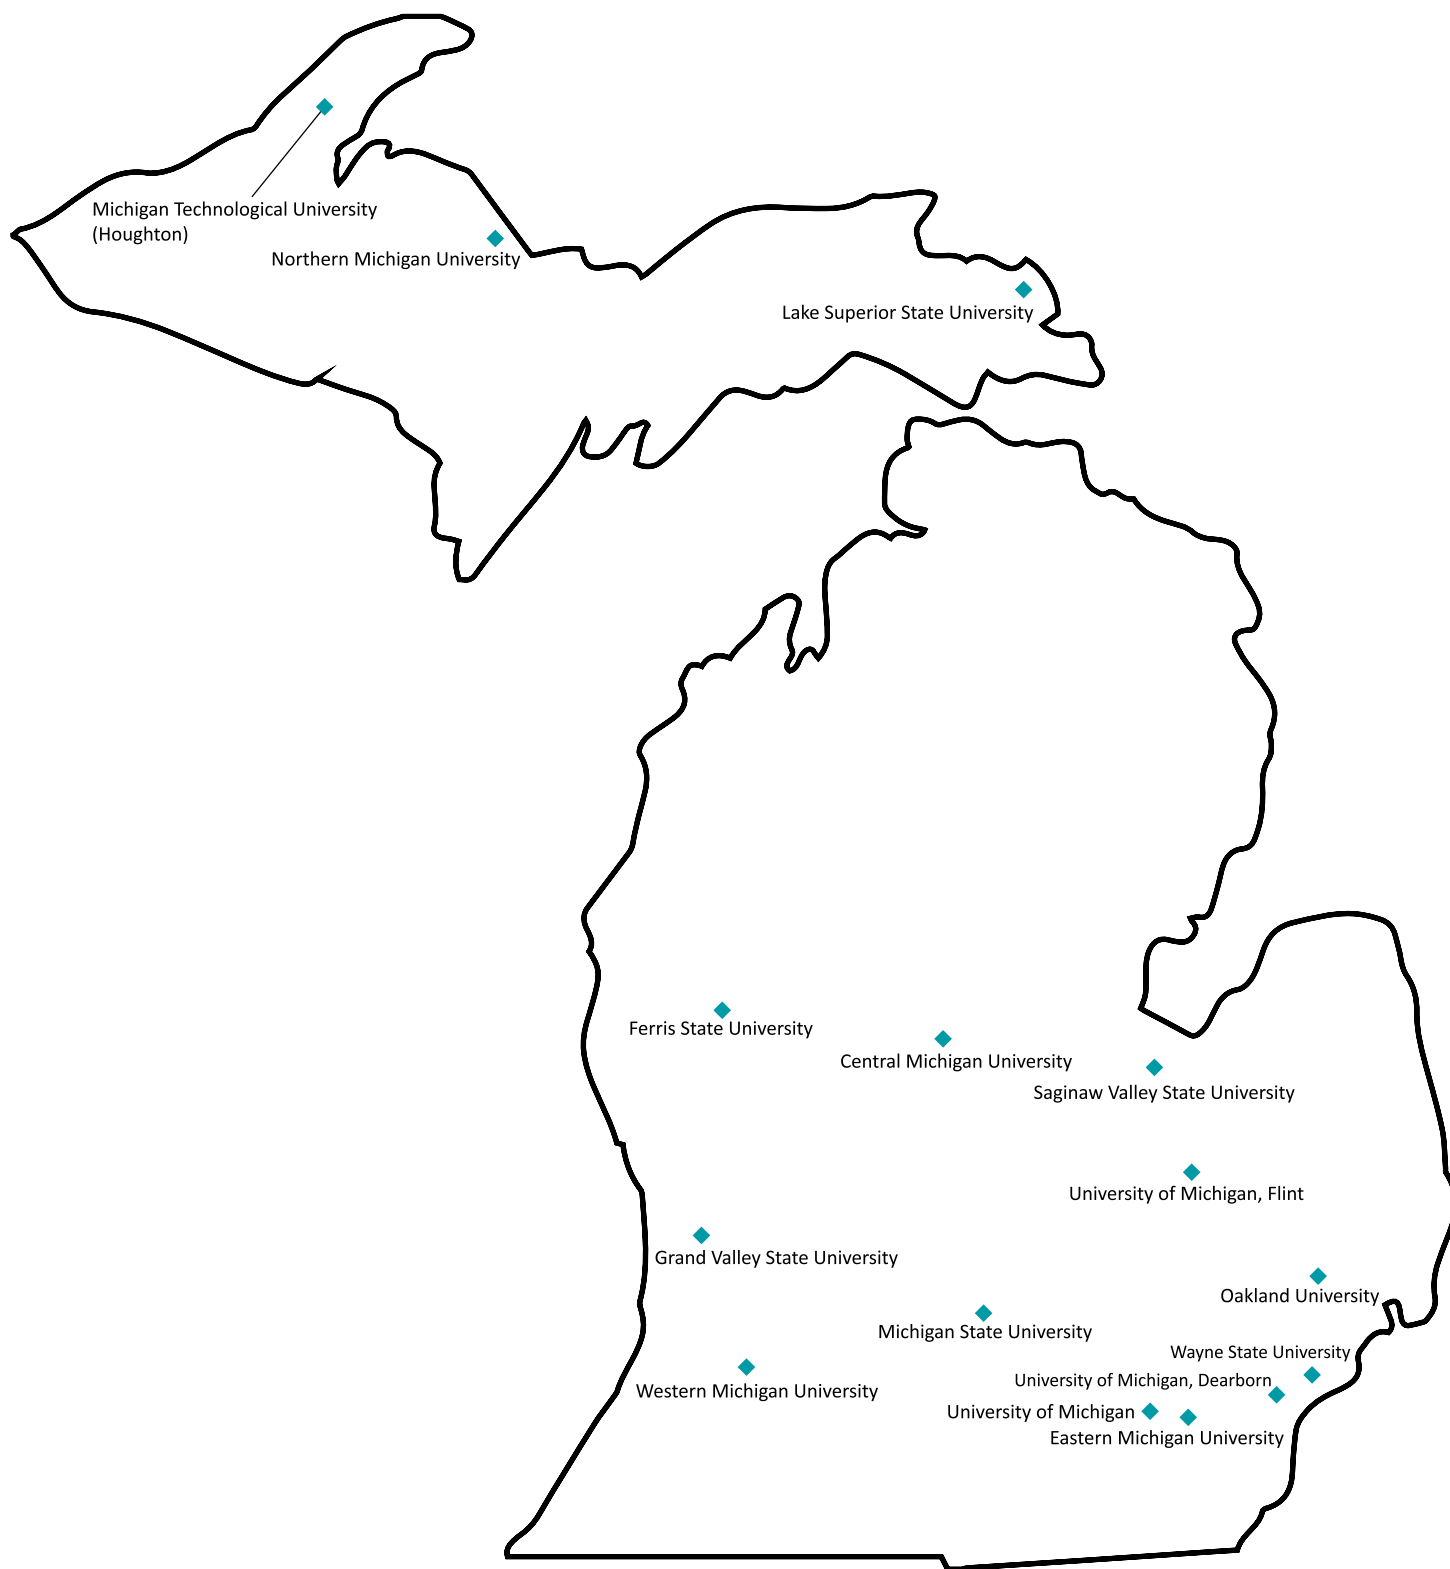 Michigan Technological University
(Houghton)
Northern Michigan University
Lake Superior State University
Ferris State University
Central Michigan University
Saginaw Valley State University
University of Michigan, Flint
Grand Valley State University
Oakland University
Michigan State University
Wayne State University
University of Michigan, Dearborn
Western Michigan University
University of Michigan
Eastern Michigan University